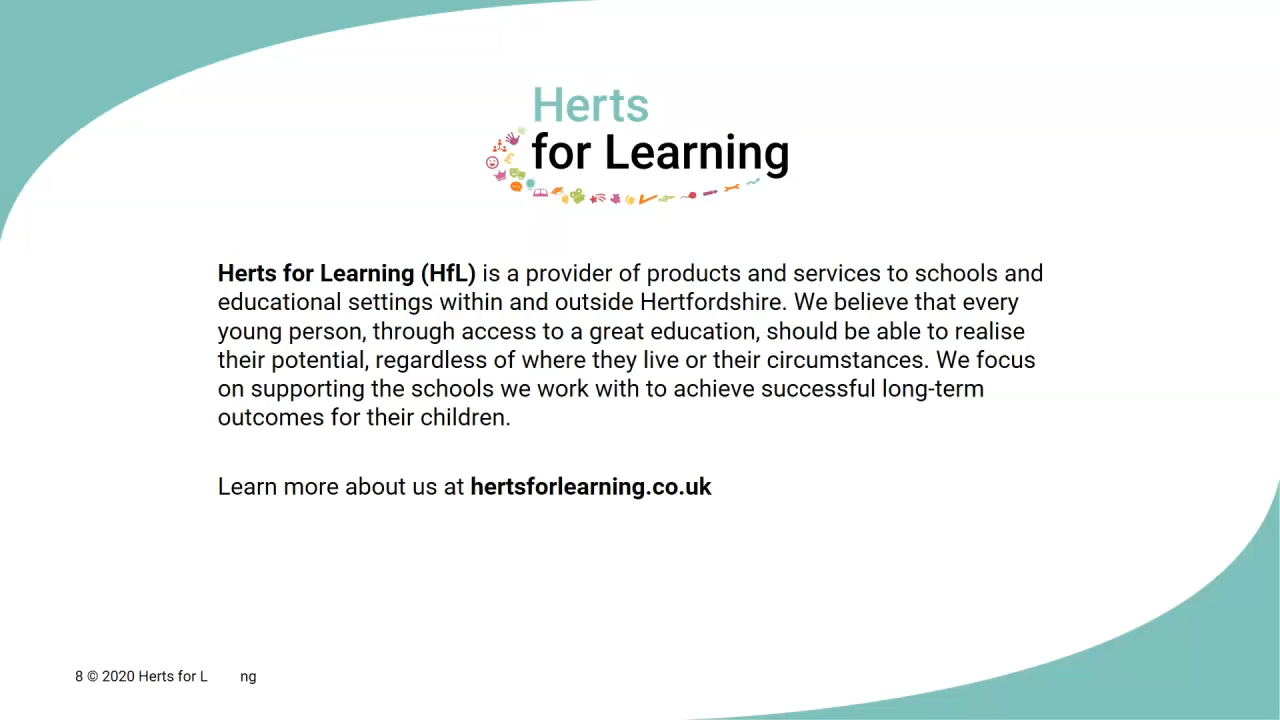 Herts
for Learning
Herts for Learning (HfL) is a provider of products and services to schools and
educational settings within and outside Hertfordshire. We believe that every
young person, through access to a great education, should be able to realise
their potential, regardless of where they live or their circumstances. We focus
on supporting the schools we work with to achieve successful long-term
outcomes for their children.
Learn more about us at hertsforlearning.co.uk
8 © 2020 Herts for L ng